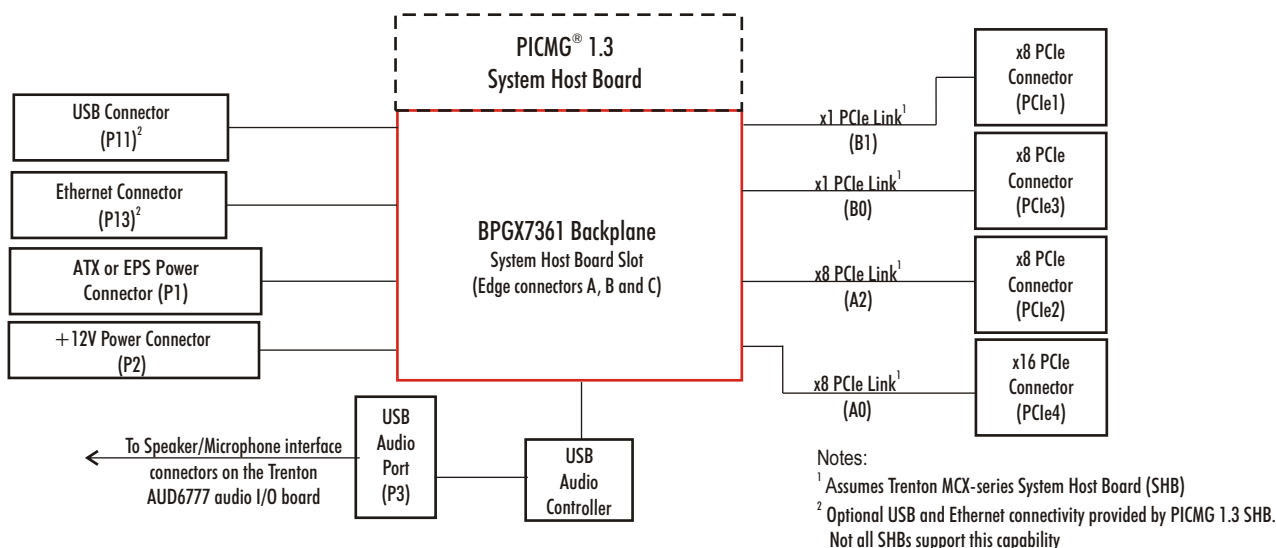 PICMG® 1.3
System Host Board
USB Connector
(P11)²
Ethernet Connector
(P13)²
ATX or EPS Power
Connector (P1)
+12V Power Connector
(P2)
BPGX7361 Backplane
System Host Board Slot
(Edge connectors A, B and C)
x1 PCIe Link¹
(B1)
x1 PCIe Link¹
(B0)
x8 PCIe Link¹
(A2)
x8 PCIe Link¹
(A0)
x8 PCIe
Connector
(PCIe1)
x8 PCIe
Connector
(PCIe3)
x8 PCIe
Connector
(PCIe2)
x16 PCIe
Connector
(PCIe4)
To Speaker/Microphone interface
connectors on the Trenton
AUD6777 audio I/O board
USB
Audio
Port
(P3)
USB
Audio
Controller
Notes:
¹ Assumes Trenton MCX-series System Host Board (SHB)
² Optional USB and Ethernet connectivity provided by PICMG 1.3 SHB.
Not all SHBs support this capability